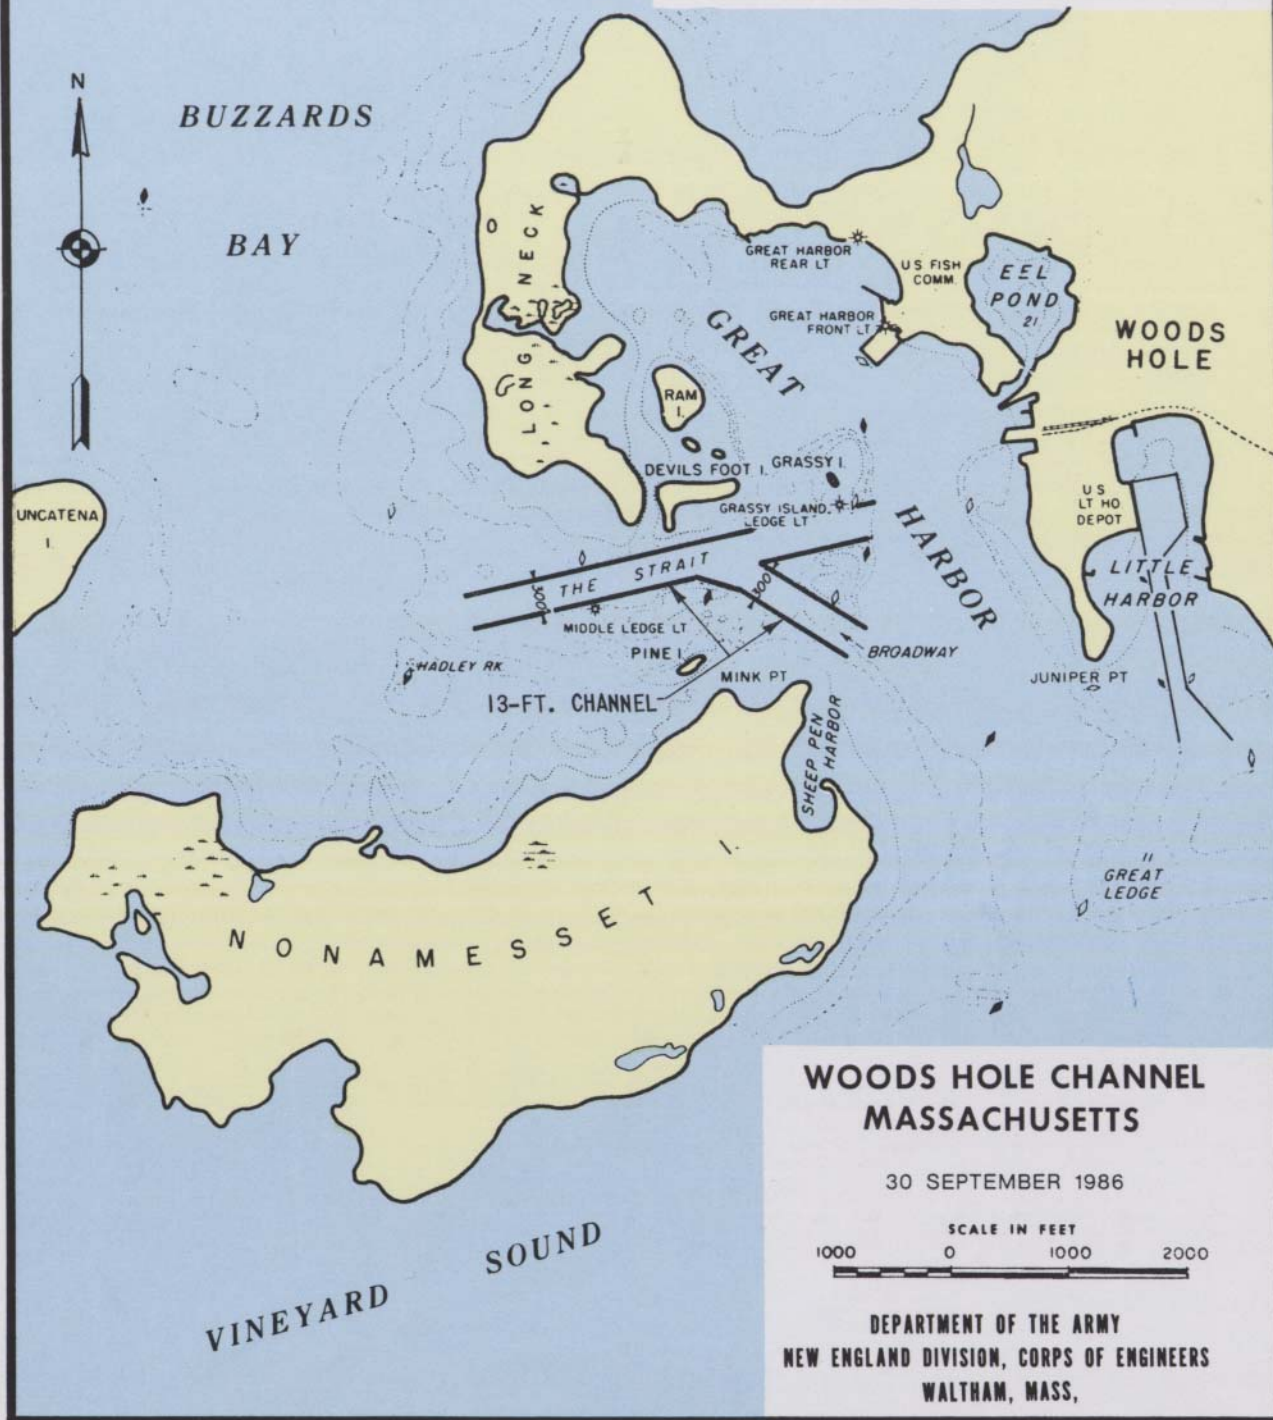 N
BUZZARDS
BAY
LONG NECK
GREAT HARBOR
REAR LT
U S FISH
COMM.
EEL
POND
21
GREAT HARBOR
FRONT LT
WOODS
HOLE
GREAT
HARBOR
RAM
I.
DEVILS FOOT I.
GRASSY I.
GRASSY ISLAND
LEDGE LT
U S
LT HO
DEPOT
UNCATENA
I.
THE STRAIT
300
300
MIDDLE LEDGE LT
LITTLE
HARBOR
HADLEY RK
PINE I.
BROADWAY
MINK PT
JUNIPER PT
13-FT. CHANNEL
SHEEP PEN
HARBOR
11
GREAT
LEDGE
NONAMESSET I.
VINEYARD SOUND
WOODS HOLE CHANNEL
MASSACHUSETTS
30 SEPTEMBER 1986
SCALE IN FEET
1000 0 1000 2000
DEPARTMENT OF THE ARMY
NEW ENGLAND DIVISION, CORPS OF ENGINEERS
WALTHAM, MASS,